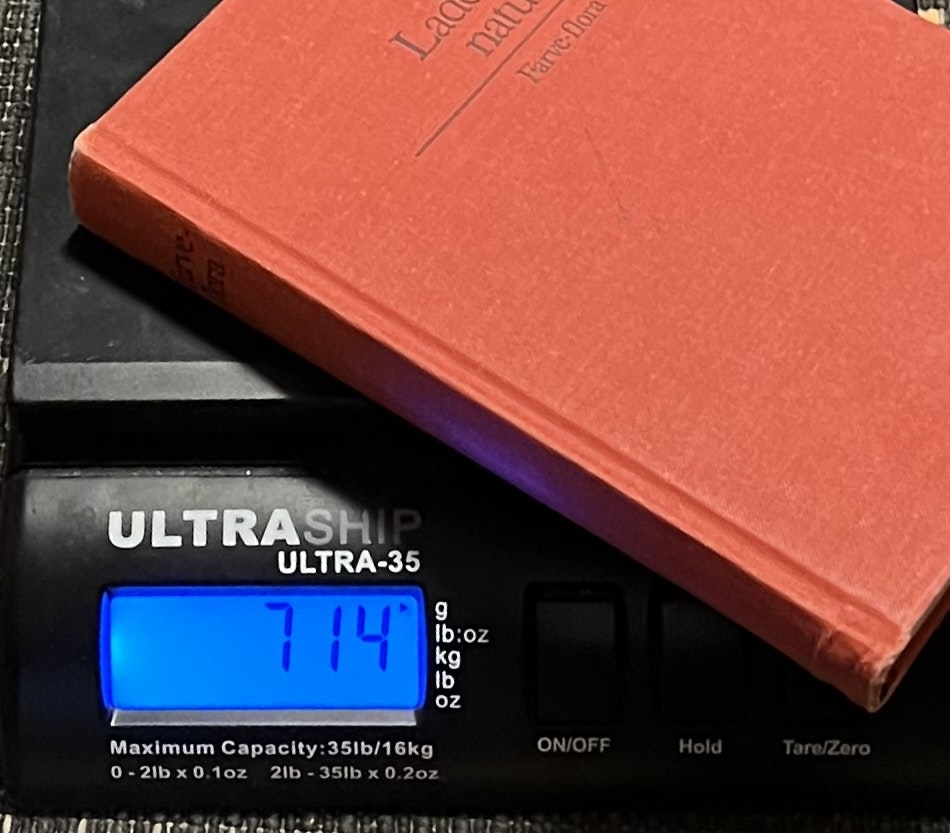 Farve-flora
ULTRASHIP
ULTRA-35
714
g
lb:oz
kg
lb
oz
Maximum Capacity:35lb/16kg
0 - 2lb x 0.1oz 2lb - 35lb x 0.2oz
ON/OFF
Hold
Tare/Zero